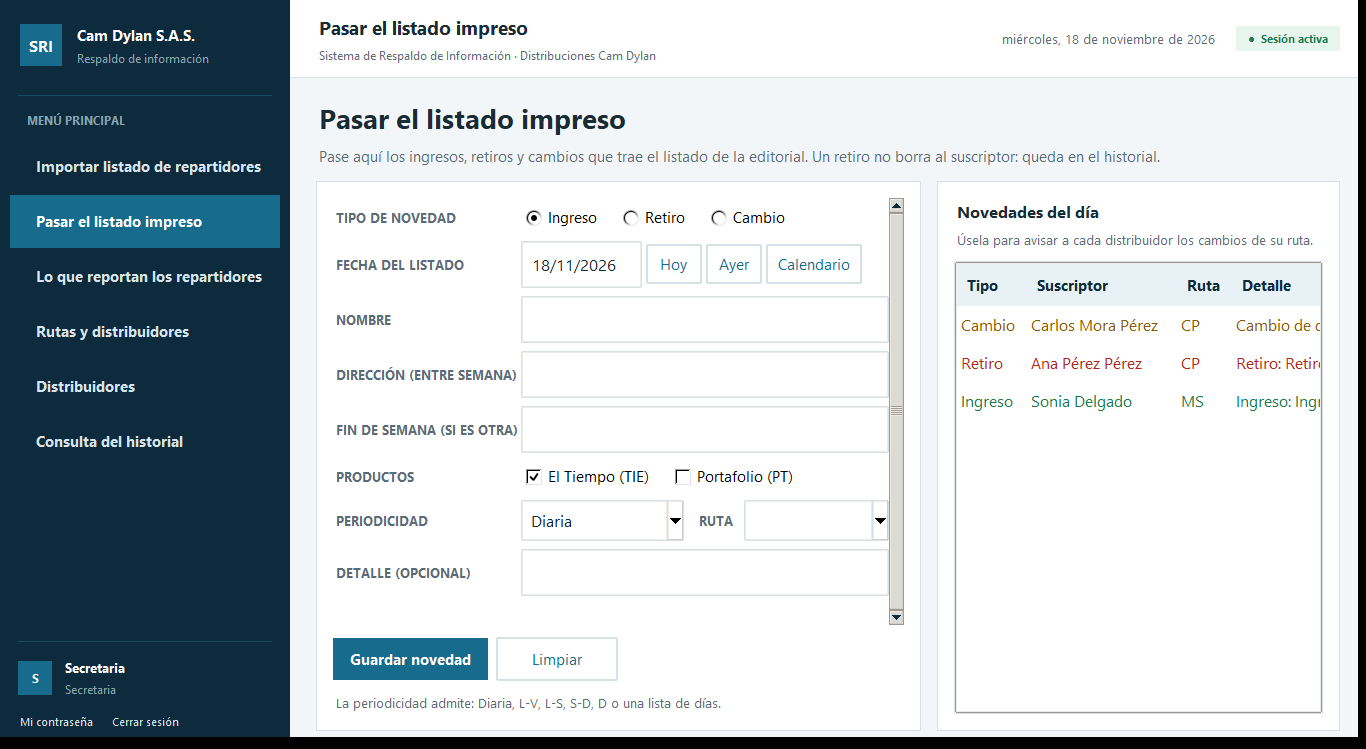 SRI
Cam Dylan S.A.S.
Respaldo de información
MENÚ PRINCIPAL
Importar listado de repartidores
Pasar el listado impreso
Lo que reportan los repartidores
Rutas y distribuidores
Distribuidores
Consulta del historial
S
Secretaria
Secretaria
Mi contraseña Cerrar sesión
Pasar el listado impreso
Sistema de Respaldo de Información · Distribuciones Cam Dylan
miércoles, 18 de noviembre de 2026
● Sesión activa
Pasar el listado impreso
Pase aquí los ingresos, retiros y cambios que trae el listado de la editorial. Un retiro no borra al suscriptor: queda en el historial.
TIPO DE NOVEDAD Ingreso Retiro Cambio
FECHA DEL LISTADO 18/11/2026 Hoy Ayer Calendario
NOMBRE
DIRECCIÓN (ENTRE SEMANA)
FIN DE SEMANA (SI ES OTRA)
PRODUCTOS El Tiempo (TIE) Portafolio (PT)
PERIODICIDAD Diaria RUTA
DETALLE (OPCIONAL)
Guardar novedad Limpiar
La periodicidad admite: Diaria, L-V, L-S, S-D, D o una lista de días.
Novedades del día
Úsela para avisar a cada distribuidor los cambios de su ruta.
Tipo Suscriptor Ruta Detalle
Cambio Carlos Mora Pérez CP Cambio de
Retiro Ana Pérez Pérez CP Retiro:
Ingreso Sonia Delgado MS Ingreso: